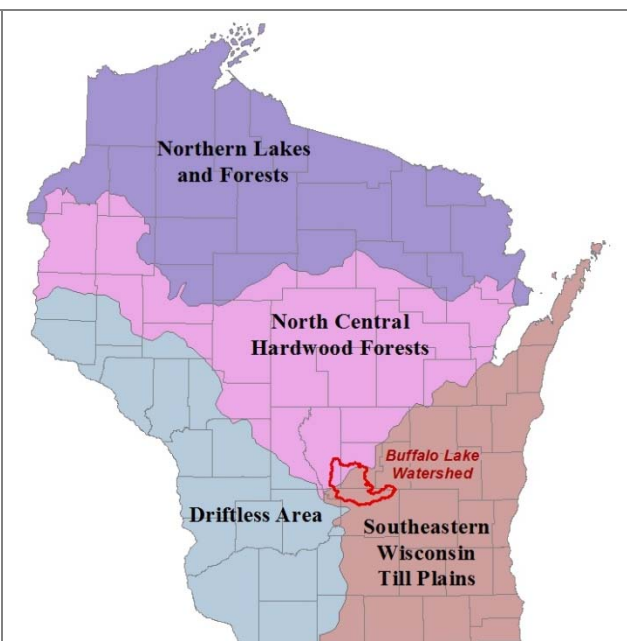 Northern Lakes
and Forests
North Central
Hardwood Forests
Buffalo Lake
Watershed
Driftless Area
Southeastern
Wisconsin
Till Plains